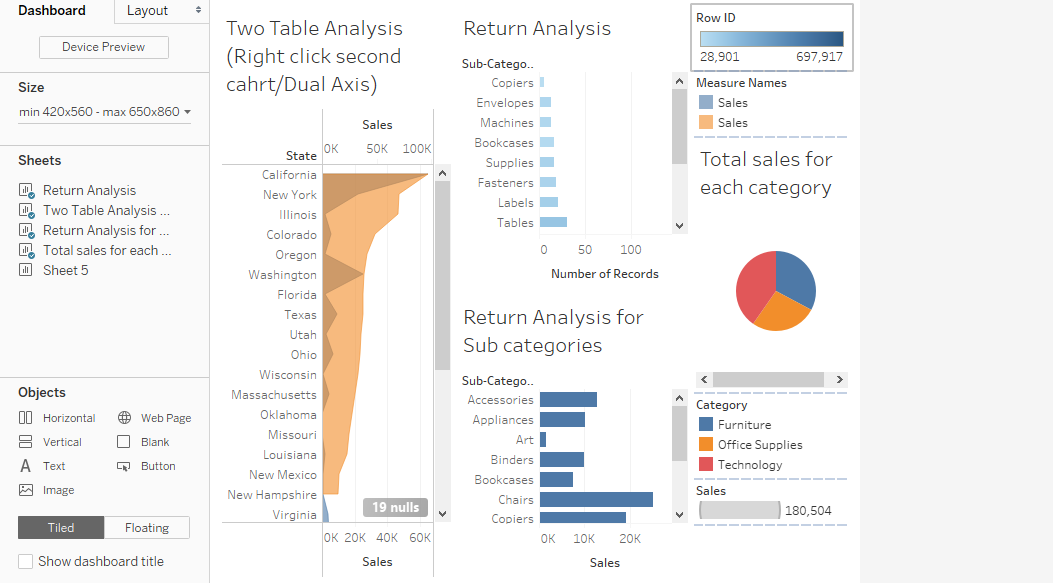 Dashboard
Layout
Device Preview
Size
min 420x560 - max 650x860
Sheets
Return Analysis
Two Table Analysis ...
Return Analysis for ...
Total sales for each ...
Sheet 5
Objects
Horizontal
Web Page
Vertical
Blank
Text
Button
Image
Tiled
Floating
Show dashboard title
Two Table Analysis
(Right click second
cahrt/Dual Axis)
Sales
0K 50K 100K
State
California
New York
Illinois
Colorado
Oregon
Washington
Florida
Texas
Utah
Ohio
Wisconsin
Massachusetts
Oklahoma
Missouri
Louisiana
New Mexico
New Hampshire
Virginia
19 nulls
0K 20K 40K 60K
Sales
Return Analysis
Sub-Catego..
Copiers
Envelopes
Machines
Bookcases
Supplies
Fasteners
Labels
Tables
0 50 100
Number of Records
Return Analysis for
Sub categories
Sub-Catego..
Accessories
Appliances
Art
Binders
Bookcases
Chairs
Copiers
0K 10K 20K
Sales
Row ID
28,901 697,917
Measure Names
Sales
Sales
Total sales for
each category
Category
Furniture
Office Supplies
Technology
Sales
180,504